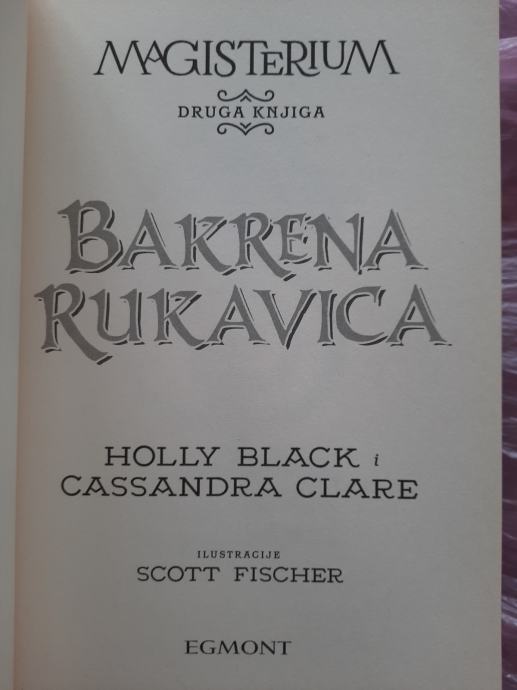 MAGISTERIUM
DRUGA KNJIGA
BAKRENA
RUKAVICA
HOLLY BLACK i
CASSANDRA CLARE
ILUSTRACIJE
SCOTT FISCHER
EGMONT